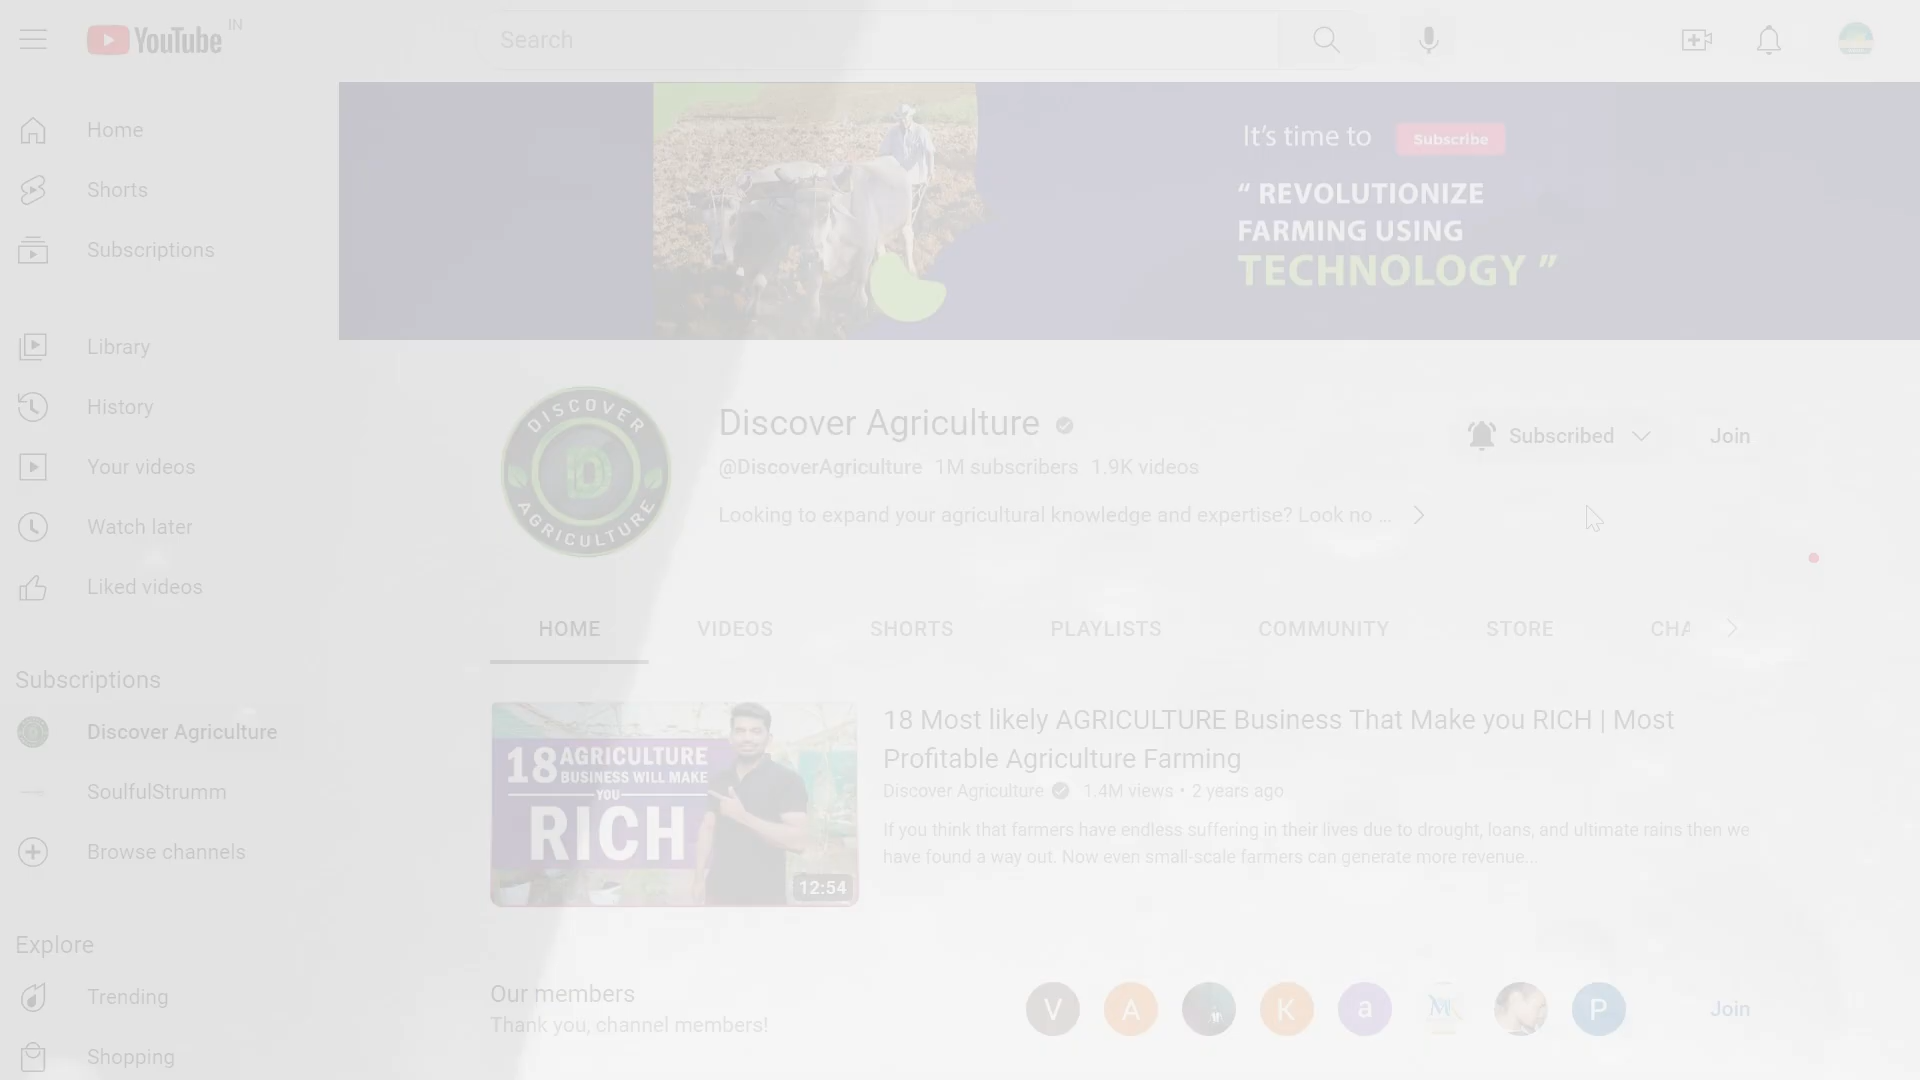 YouTube IN
Search
Home
Shorts
Subscriptions
Library
History
Your videos
Watch later
Liked videos
Subscriptions
Discover Agriculture
SoulfulStrumm
Browse channels
Explore
Trending
Shopping
It's time to Subscribe
“ REVOLUTIONIZE
FARMING USING
TECHNOLOGY ”
DISCOVER
D
AGRICULTURE
Discover Agriculture
@DiscoverAgriculture 1M subscribers 1.9K videos
Looking to expand your agricultural knowledge and expertise? Look no ...
Subscribed
Join
HOME VIDEOS SHORTS PLAYLISTS COMMUNITY STORE CHA
18 AGRICULTURE
BUSINESS WILL MAKE
YOU
RICH
12:54
18 Most likely AGRICULTURE Business That Make you RICH | Most
Profitable Agriculture Farming
Discover Agriculture 1.4M views • 2 years ago
If you think that farmers have endless suffering in their lives due to drought, loans, and ultimate rains then we
have found a way out. Now even small-scale farmers can generate more revenue...
Our members
Thank you, channel members!
V A K a M P
Join